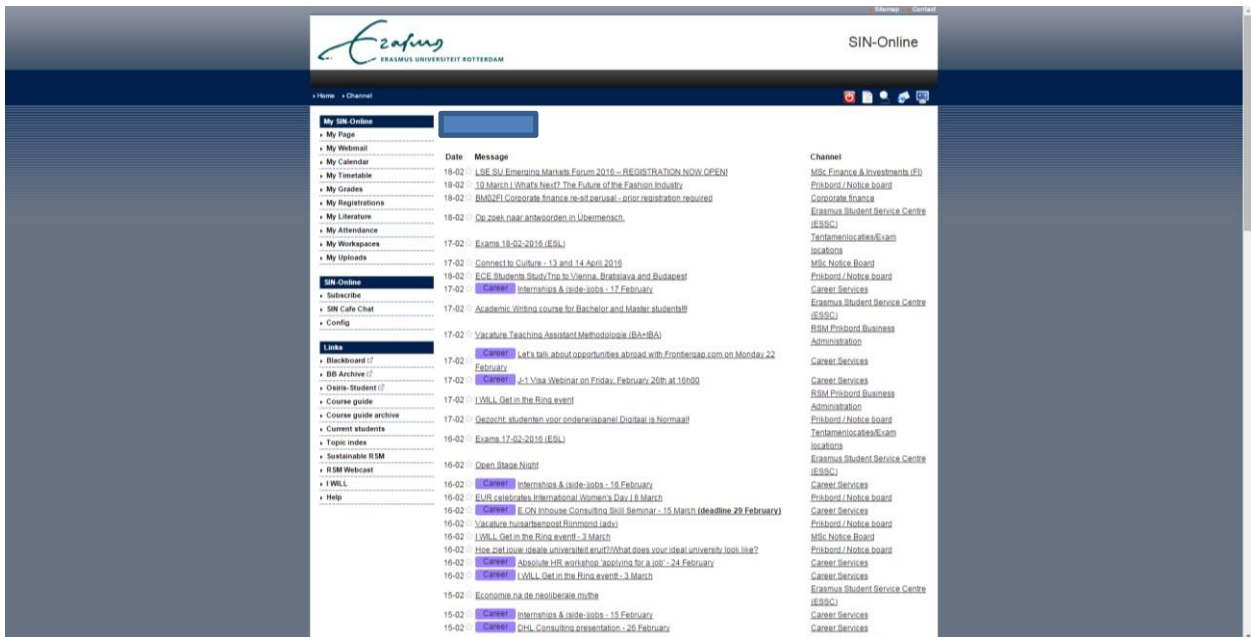 Sitemap Contact
Erasmus
ERASMUS UNIVERSITEIT ROTTERDAM
SIN-Online
Home Channel
My SIN-Online
My Page
My Webmail
My Calendar
My Timetable
My Grades
My Registrations
My Literature
My Attendance
My Workspaces
My Uploads
SIN-Online
Subscribe
SIN Cafe Chat
Config
Links
Blackboard
BB Archive
Osiris-Student
Course guide
Course guide archive
Current students
Topic index
Sustainable RSM
RSM Webcast
I WILL
Help
Date Message Channel
18-02 LSE SU Emerging Markets Forum 2016 – REGISTRATION NOW OPEN! MSc Finance & Investments (FI)
18-02 10 March | What's Next? The Future of the Fashion Industry Prikbord / Notice board
18-02 BM02FI Corporate finance re-sit perusal - prior registration required Corporate finance
18-02 Op zoek naar antwoorden in Übermensch. Erasmus Student Service Centre
(ESSC)
17-02 Exams 18-02-2016 (ESL) Tentamenlocaties/Exam
locations
17-02 Connect to Culture - 13 and 14 April 2016 MSc Notice Board
18-02 ECE Students StudyTrip to Vienna, Bratislava and Budapest Prikbord / Notice board
17-02 Career Internships & (side-)jobs - 17 February Career Services
17-02 Academic Writing course for Bachelor and Master students!!! Erasmus Student Service Centre
(ESSC)
17-02 Vacature Teaching Assistant Methodologie (BA+IBA) RSM Prikbord Business
Administration
17-02 Career Let's talk about opportunities abroad with Frontiergap.com on Monday 22
February Career Services
17-02 Career J-1 Visa Webinar on Friday, February 26th at 16h00 Career Services
17-02 I WILL Get in the Ring event RSM Prikbord Business
Administration
17-02 Gezocht: studenten voor onderwijspanel Digitaal is Normaal! Prikbord / Notice board
16-02 Exams 17-02-2016 (ESL) Tentamenlocaties/Exam
locations
16-02 Open Stage Night Erasmus Student Service Centre
(ESSC)
16-02 Career Internships & (side-)jobs - 16 February Career Services
16-02 EUR celebrates International Women's Day | 8 March Prikbord / Notice board
16-02 Career E.ON Inhouse Consulting Skill Seminar - 15 March (deadline 29 February) Career Services
16-02 Vacature huisartsenpost Rijnmond (adv) Prikbord / Notice board
16-02 I WILL Get in the Ring event! - 3 March MSc Notice Board
16-02 Hoe ziet jouw ideale universiteit eruit?/What does your ideal university look like? Prikbord / Notice board
16-02 Career Absolute HR workshop 'applying for a job' - 24 February Career Services
16-02 Career I WILL Get in the Ring event! - 3 March Career Services
15-02 Economie na de neoliberale mythe Erasmus Student Service Centre
(ESSC)
15-02 Career Internships & (side-)jobs - 15 February Career Services
15-02 Career DHL Consulting presentation - 26 February Career Services